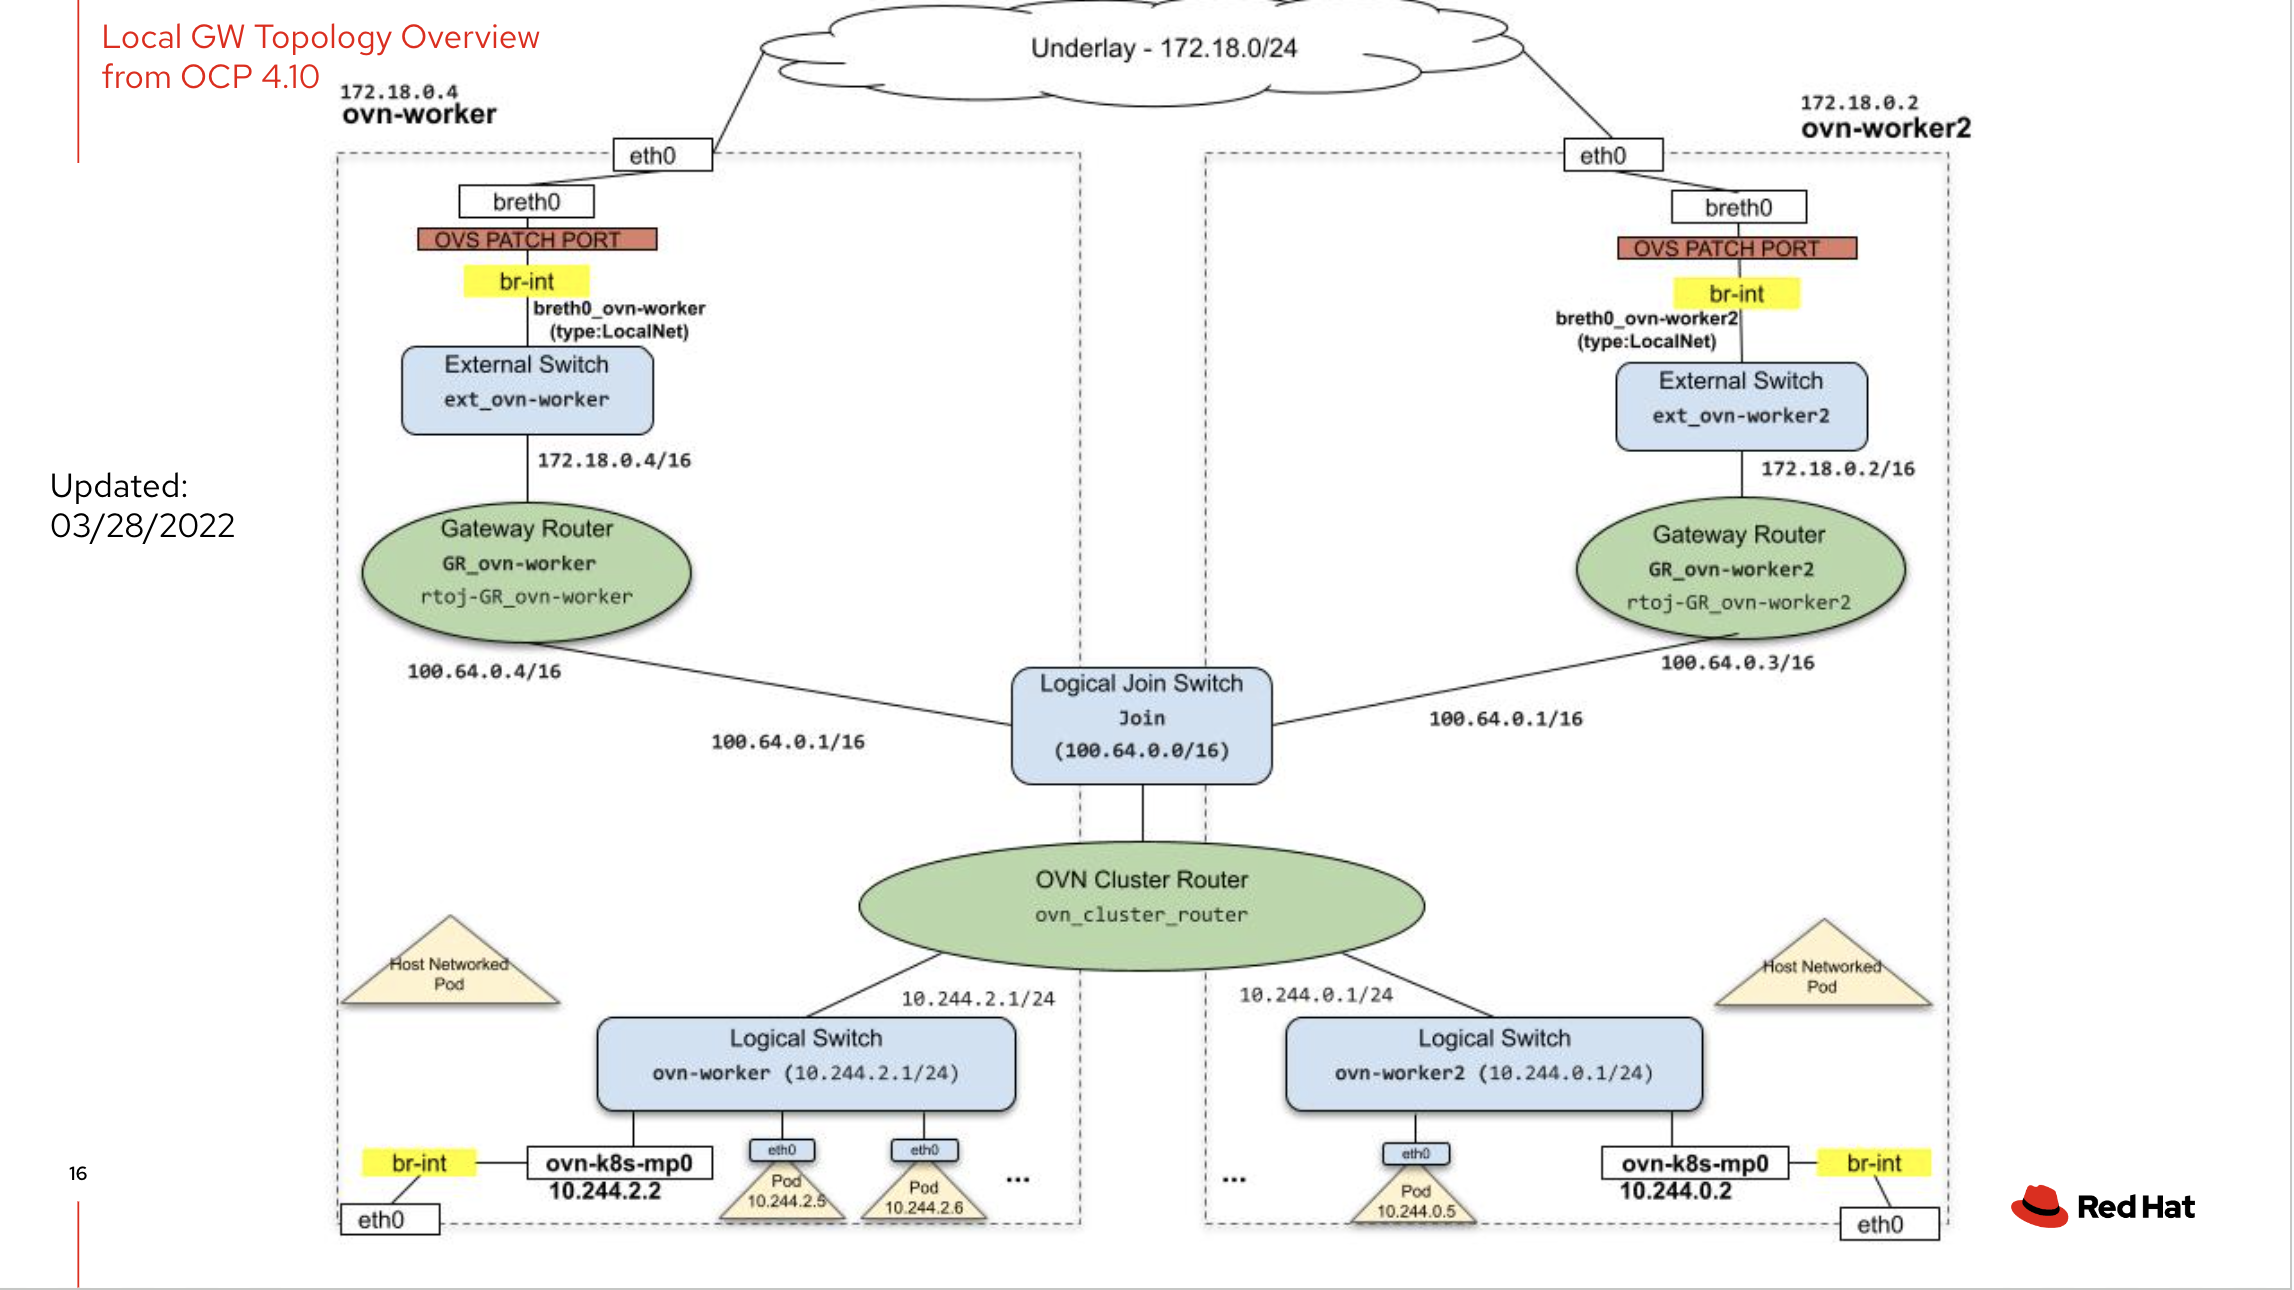 Local GW Topology Overview
from OCP 4.10
Underlay - 172.18.0/24
172.18.0.4
ovn-worker
172.18.0.2
ovn-worker2
eth0
breth0
OVS PATCH PORT
br-int
breth0_ovn-worker
(type:LocalNet)
External Switch
ext_ovn-worker
172.18.0.4/16
Gateway Router
GR_ovn-worker
rtoj-GR_ovn-worker
100.64.0.4/16
100.64.0.1/16
eth0
breth0
OVS PATCH PORT
br-int
breth0_ovn-worker2
(type:LocalNet)
External Switch
ext_ovn-worker2
172.18.0.2/16
Gateway Router
GR_ovn-worker2
rtoj-GR_ovn-worker2
100.64.0.3/16
100.64.0.1/16
Updated:
03/28/2022
Logical Join Switch
Join
(100.64.0.0/16)
OVN Cluster Router
ovn_cluster_router
Host Networked
Pod
10.244.2.1/24
Logical Switch
ovn-worker (10.244.2.1/24)
br-int
ovn-k8s-mp0
10.244.2.2
eth0
eth0
Pod
10.244.2.5
eth0
Pod
10.244.2.6
...
Host Networked
Pod
10.244.0.1/24
Logical Switch
ovn-worker2 (10.244.0.1/24)
...
eth0
Pod
10.244.0.5
ovn-k8s-mp0
10.244.0.2
br-int
eth0
16
Red Hat